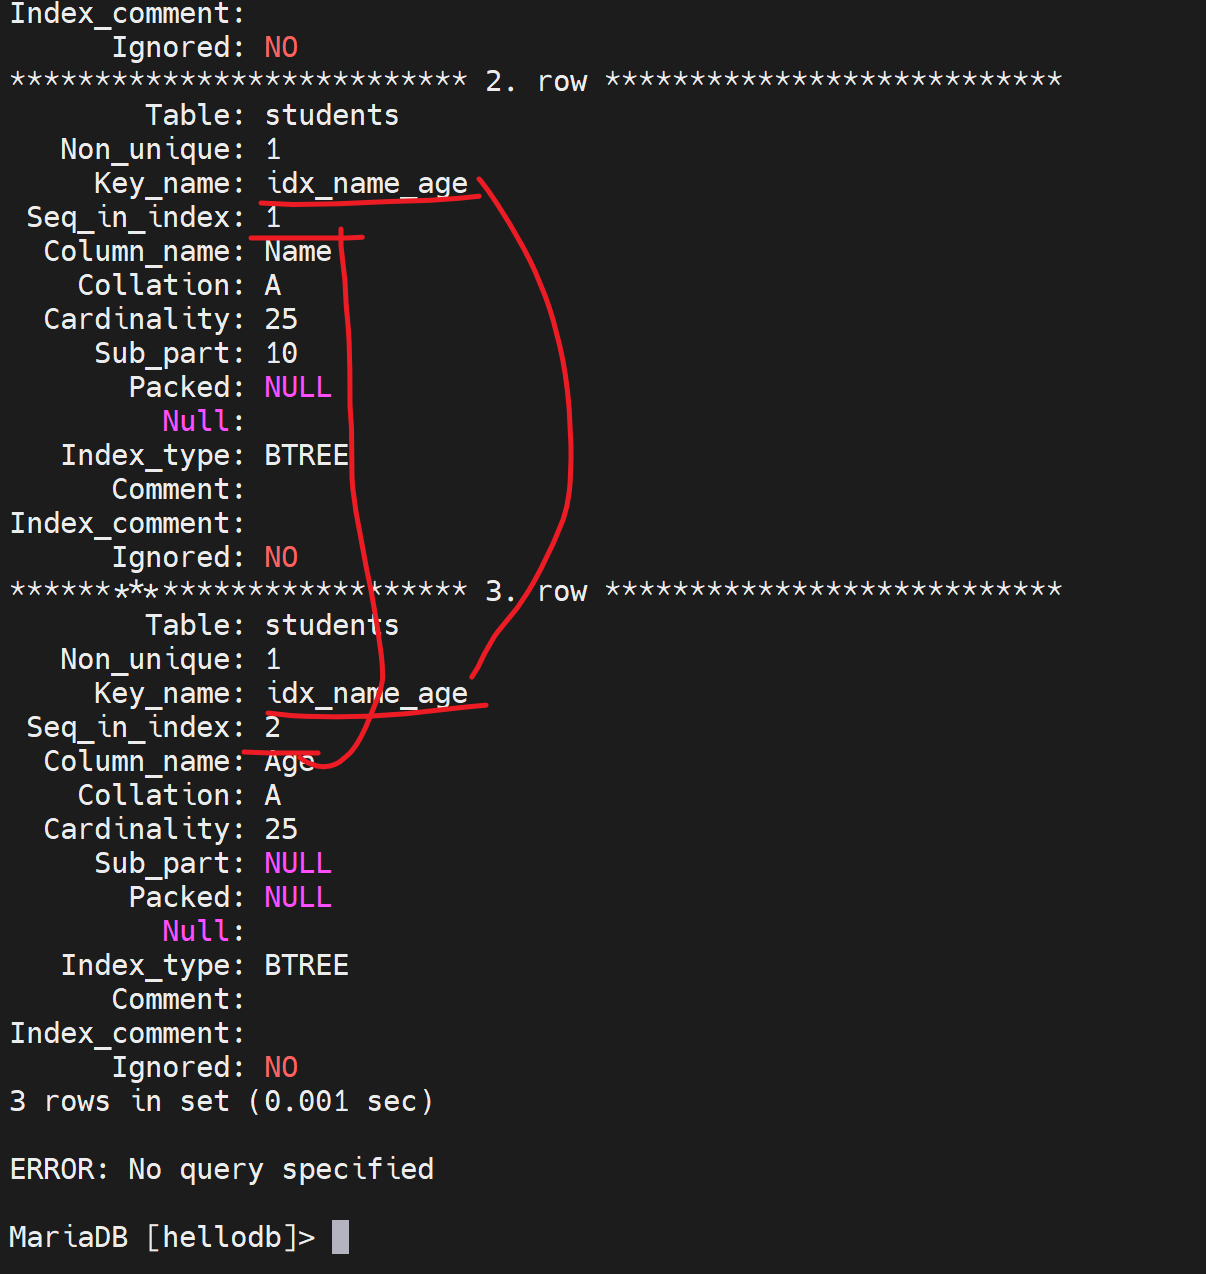 Index_comment:
Ignored: NO
*************************** 2. row ***************************
Table: students
Non_unique: 1
Key_name: idx_name_age
Seq_in_index: 1
Column_name: Name
Collation: A
Cardinality: 25
Sub_part: 10
Packed: NULL
Null:
Index_type: BTREE
Comment:
Index_comment:
Ignored: NO
*************************** 3. row ***************************
Table: students
Non_unique: 1
Key_name: idx_name_age
Seq_in_index: 2
Column_name: Age
Collation: A
Cardinality: 25
Sub_part: NULL
Packed: NULL
Null:
Index_type: BTREE
Comment:
Index_comment:
Ignored: NO
3 rows in set (0.001 sec)
ERROR: No query specified
MariaDB [hellodb]>